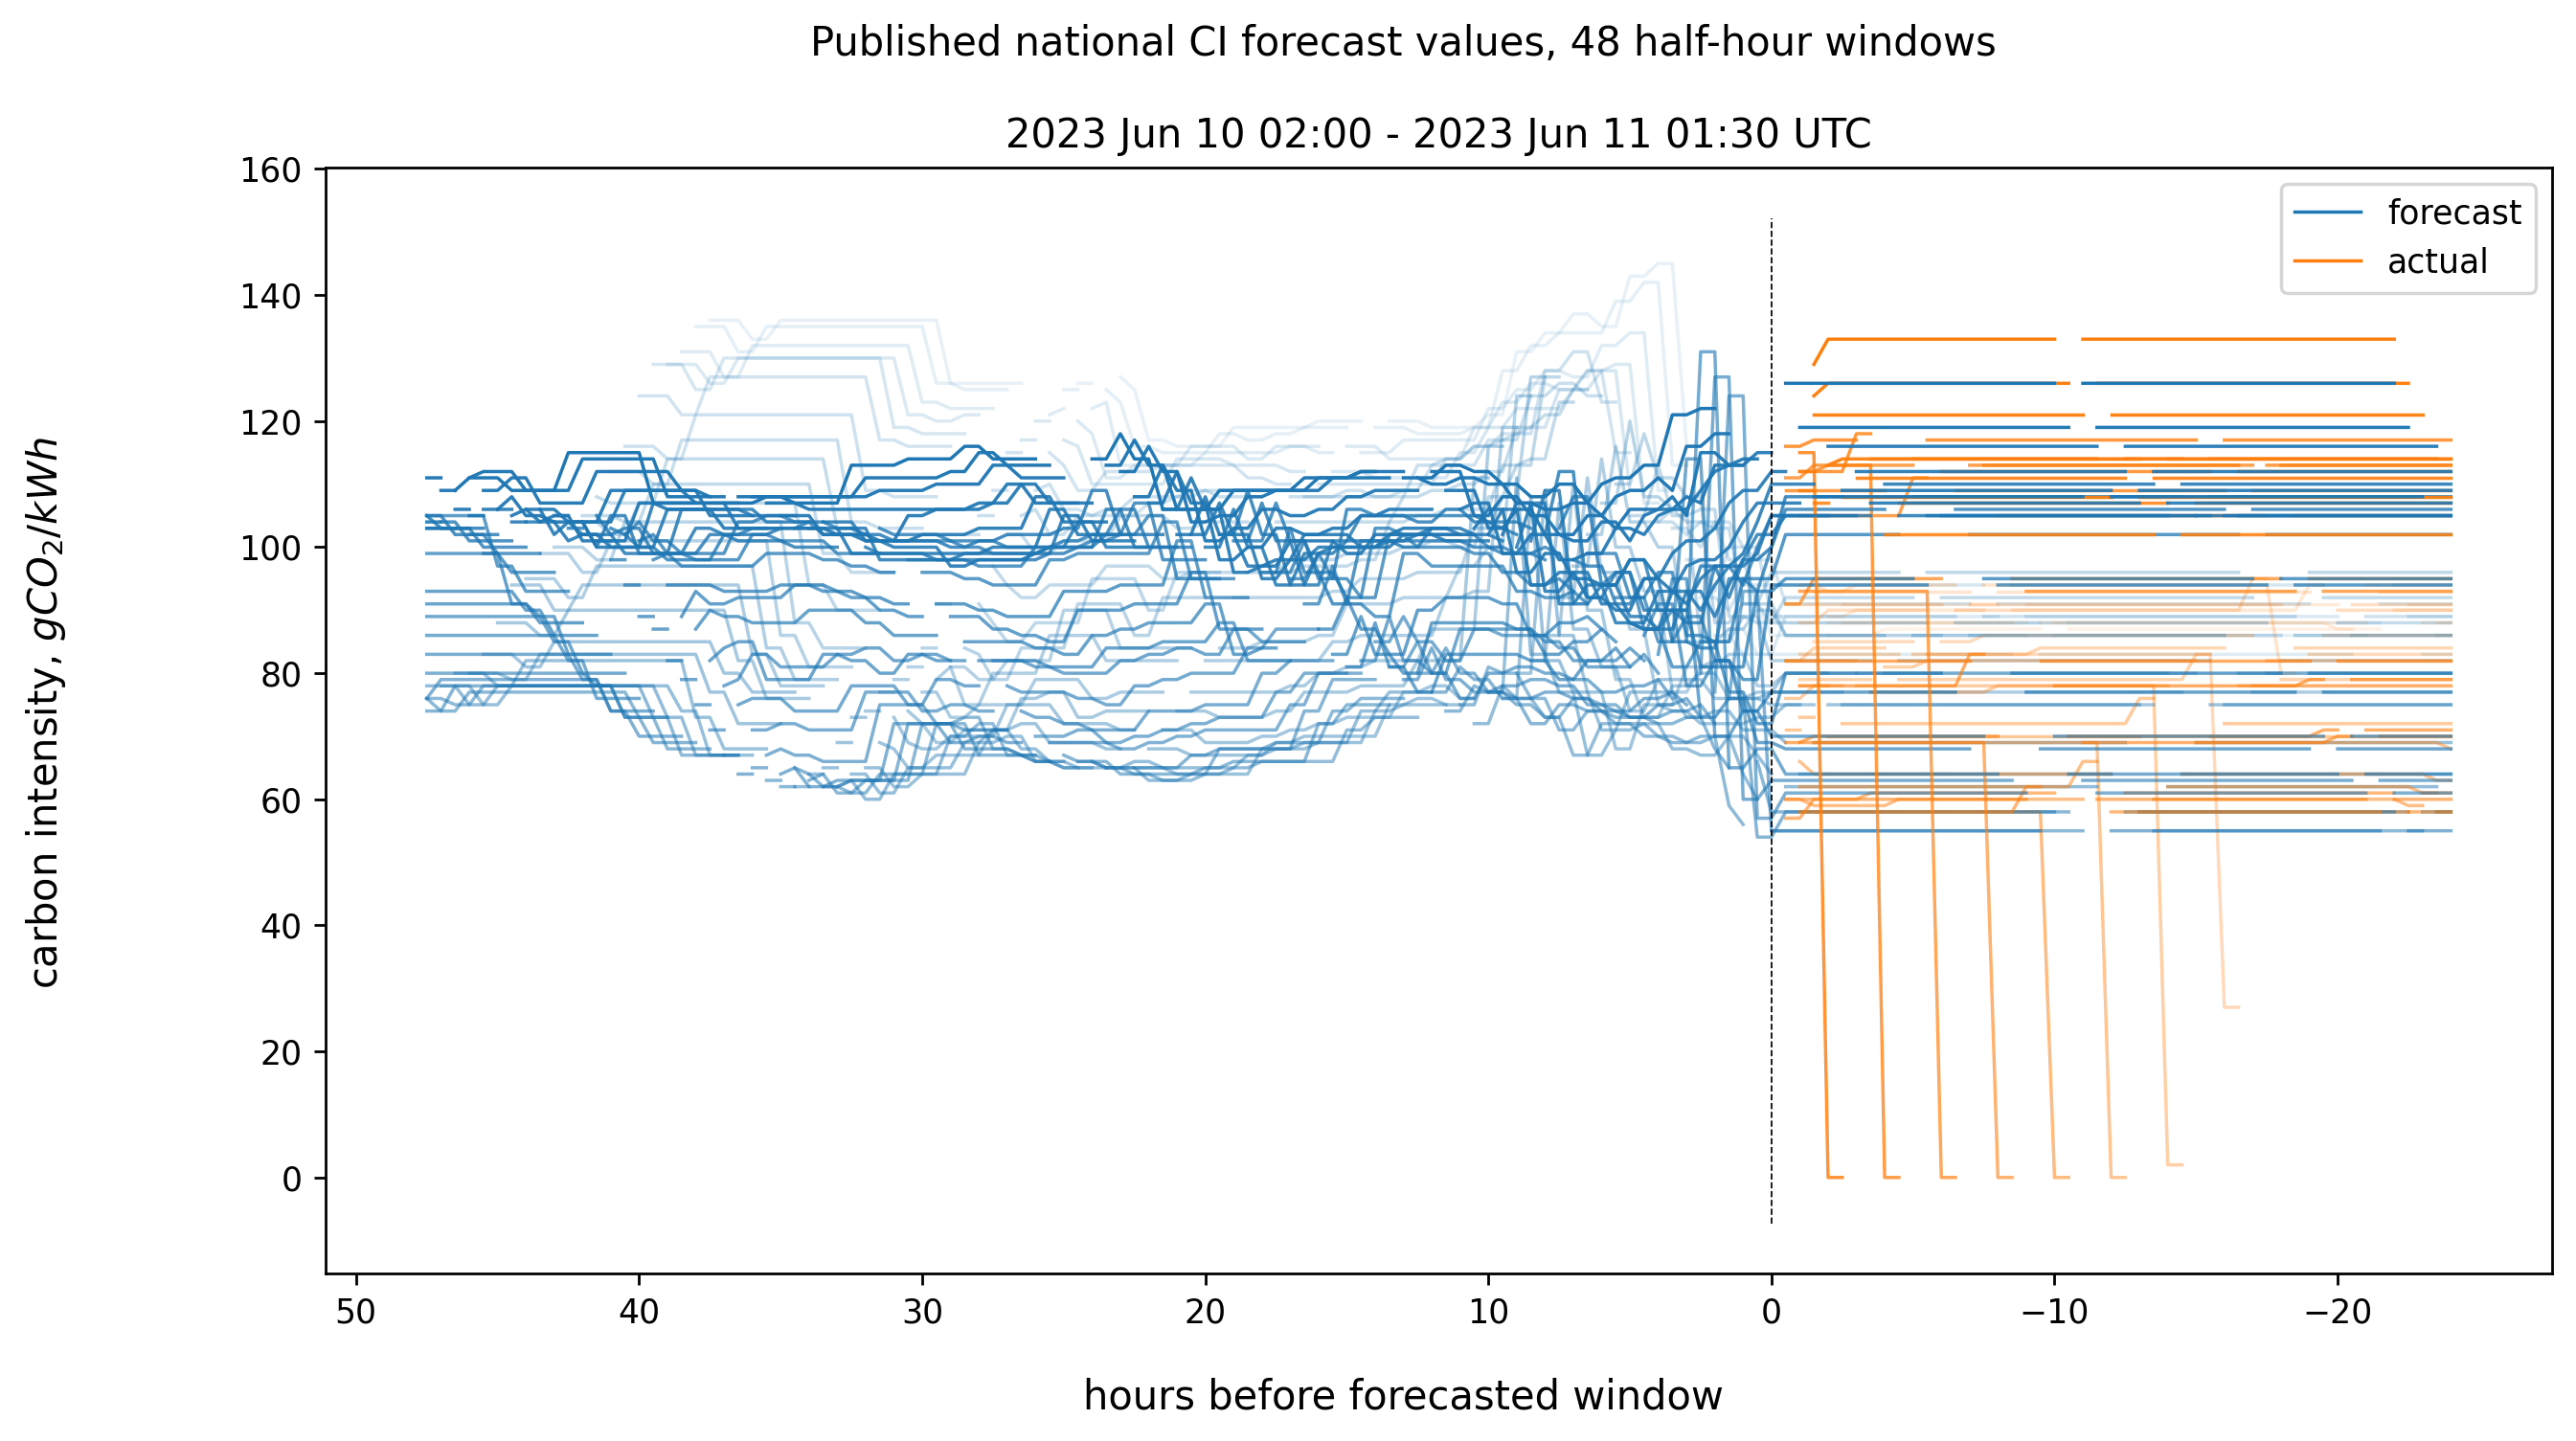 Published national CI forecast values, 48 half-hour windows
2023 Jun 10 02:00 - 2023 Jun 11 01:30 UTC
forecast
actual
carbon intensity, gCO₂/kWh
160
140
120
100
80
60
40
20
0
50 40 30 20 10 0 −10 −20
hours before forecasted window